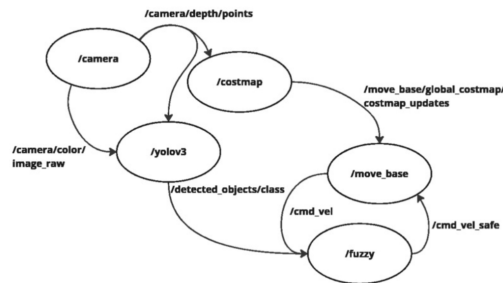 /camera/depth/points
/camera
/costmap
/move_base/global_costmap/
costmap_updates
/camera/color/
image_raw
/yolov3
/move_base
/detected_objects/class
/cmd_vel
/cmd_vel_safe
/fuzzy